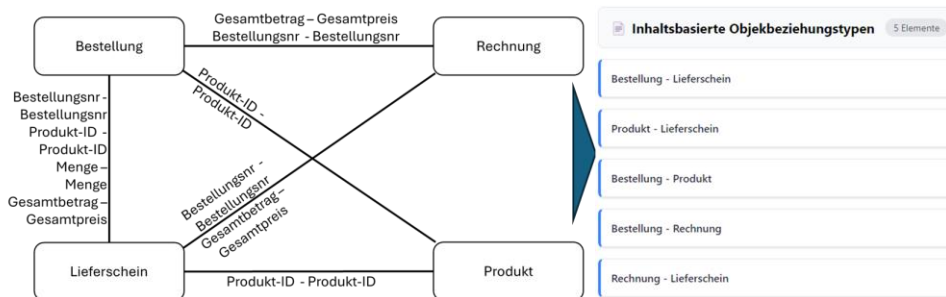 Gesamtbetrag – Gesamtpreis
Bestellungsnr - Bestellungsnr
Bestellung
Rechnung
Produkt-ID -
Produkt-ID
Bestellungsnr -
Bestellungsnr
Produkt-ID -
Produkt-ID
Menge –
Menge
Gesamtbetrag –
Gesamtpreis
Bestellungsnr -
Bestellungsnr
Gesamtbetrag –
Gesamtpreis
Lieferschein
Produkt
Produkt-ID - Produkt-ID
Inhaltsbasierte Objekbeziehungstypen
5 Elemente
Bestellung - Lieferschein
Produkt - Lieferschein
Bestellung - Produkt
Bestellung - Rechnung
Rechnung - Lieferschein